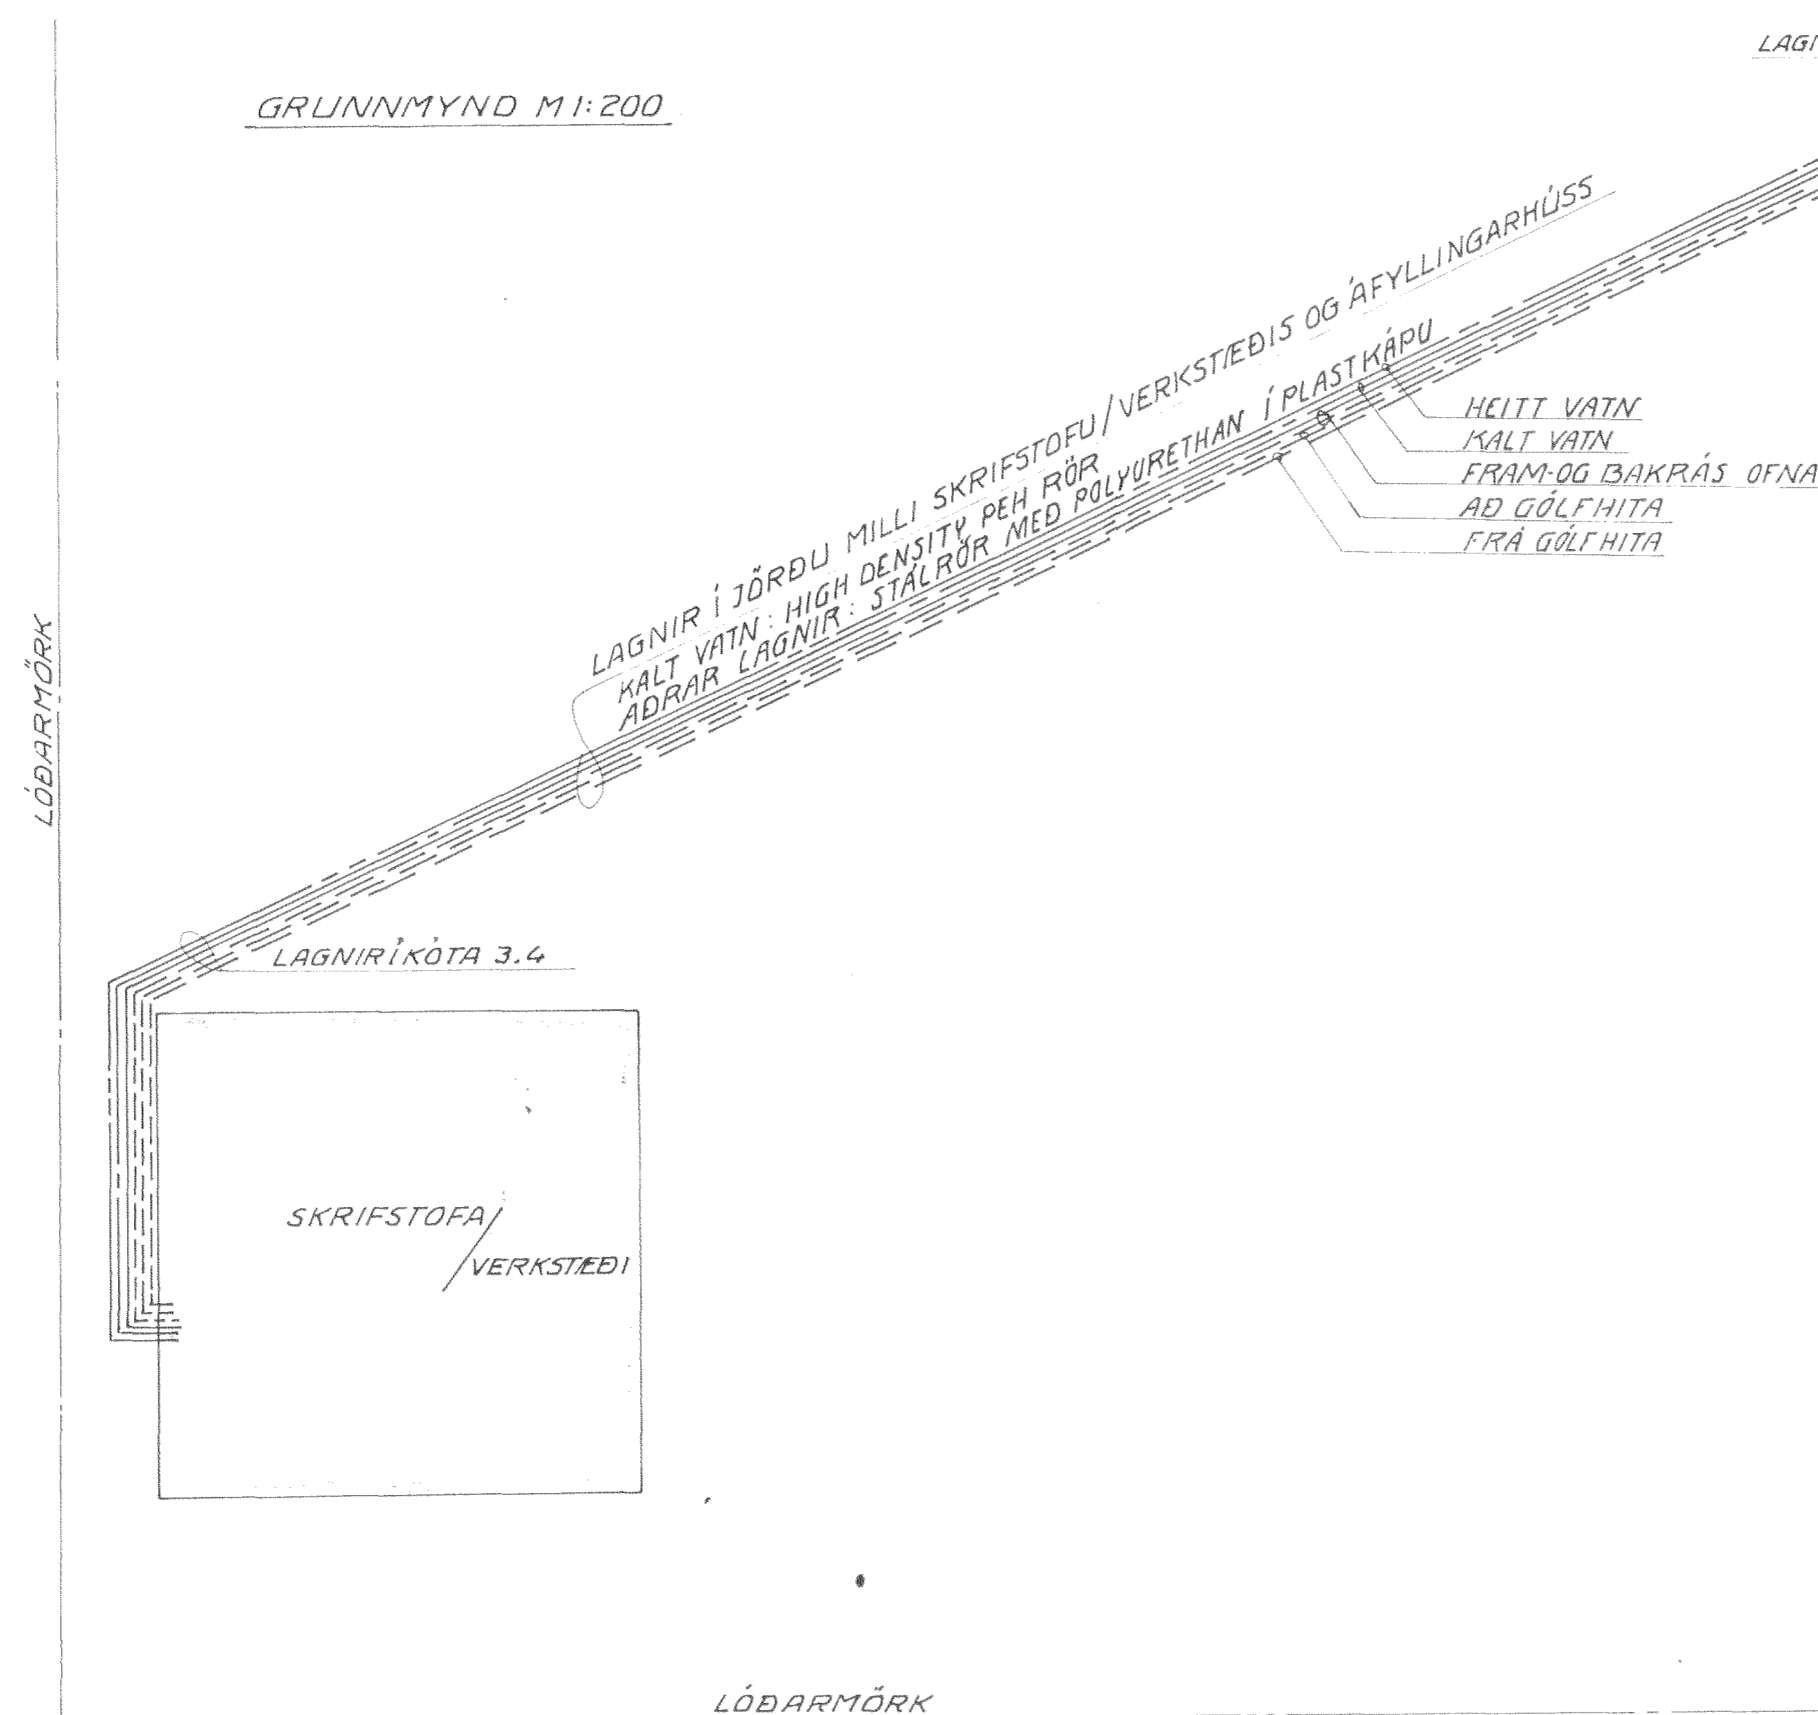 LAGN
GRUNNMYND M 1:200
LAGNIR Í JÖRÐU MILLI SKRIFSTOFU/VERKSTÆÐIS OG ÁFYLLINGARHÚSS
KALT VATN: HIGH DENSITY PEH RÖR
AÐRAR LAGNIR: STÁLRÖR MEÐ POLYURETHAN Í PLASTKÁPU
HEITT VATN
KALT VATN
FRAM-OG BAKRÁS OFNA
AÐ GÓLFHITA
FRÁ GÓLFHITA
LÓÐARMÖRK
LAGNIR Í KÓTA 3.4
SKRIFSTOFA/
VERKSTÆÐI
LÓÐARMÖRK